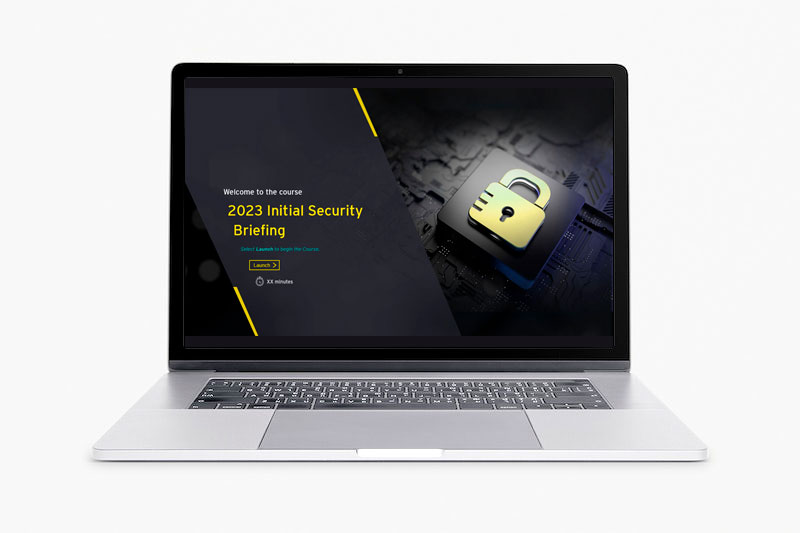 Welcome to the course
2023 Initial Security
Briefing
Select Launch to begin the Course.
Launch >
XX minutes